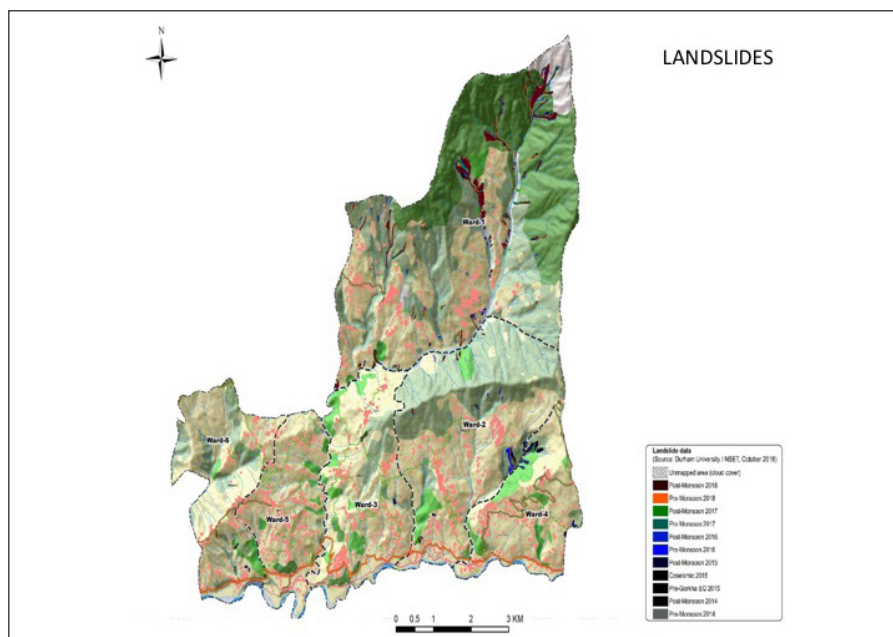 N
LANDSLIDES
Ward-1
Ward-2
Ward-6
Ward-3
Ward-4
Ward-5
Landslide data
(Source: Durham University / NSET, October 2018)
Unmapped area (cloud cover)
Post-Monsoon 2018
Pre-Monsoon 2018
Post-Monsoon 2017
Pre-Monsoon 2017
Post-Monsoon 2016
Pre-Monsoon 2016
Post-Monsoon 2015
Coseismic 2015
Pre-Gorkha EQ 2015
Post-Monsoon 2014
Pre-Monsoon 2014
0 0.5 1 2 3 KM